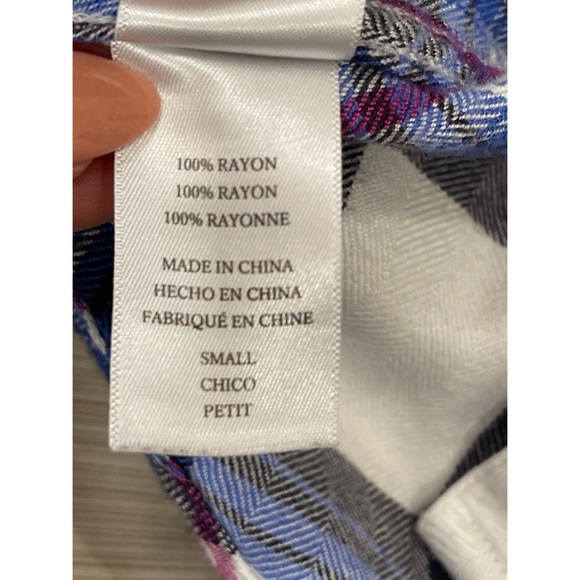 100% RAYON
100% RAYON
100% RAYONNE
MADE IN CHINA
HECHO EN CHINA
FABRIQUÉ EN CHINE
SMALL
CHICO
PETIT